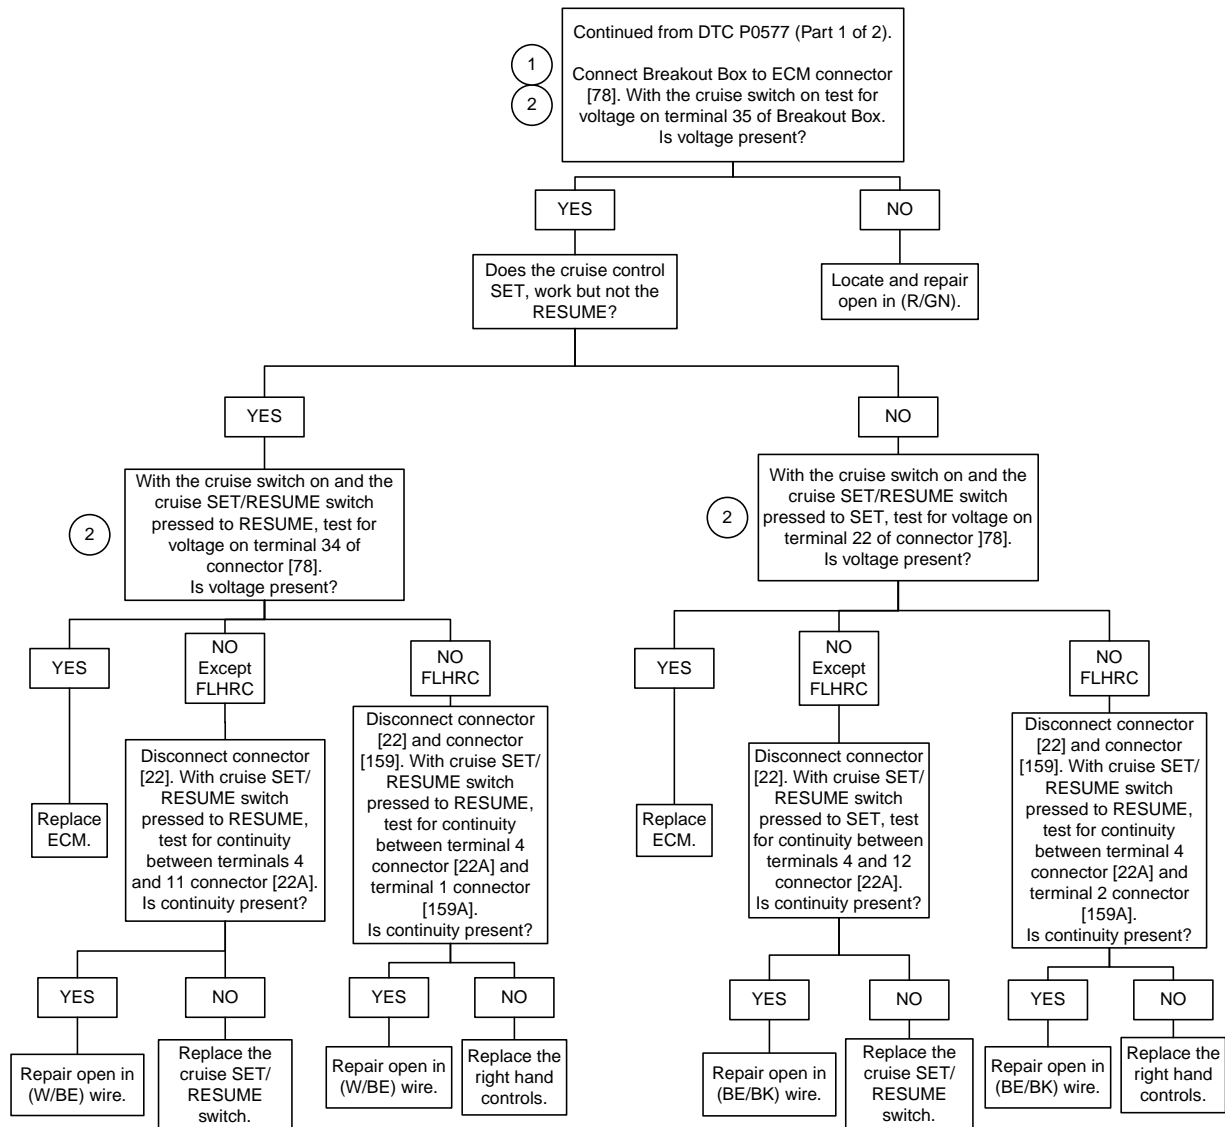 Continued from DTC P0577 (Part 1 of 2).
1
Connect Breakout Box to ECM connector
[78]. With the cruise switch on test for
2
voltage on terminal 35 of Breakout Box.
Is voltage present?
YES
NO
Does the cruise control
SET, work but not the
RESUME?
Locate and repair
open in (R/GN).
YES
NO
With the cruise switch on and the
cruise SET/RESUME switch
pressed to RESUME, test for
voltage on terminal 34 of
connector [78].
Is voltage present?
2
With the cruise switch on and the
cruise SET/RESUME switch
pressed to SET, test for voltage on
terminal 22 of connector ]78].
Is voltage present?
2
YES
NO
Except
FLHRC
NO
FLHRC
YES
NO
Except
FLHRC
NO
FLHRC
Replace
ECM.
Disconnect connector
[22]. With cruise SET/
RESUME switch
pressed to RESUME,
test for continuity
between terminals 4
and 11 connector [22A].
Is continuity present?
Disconnect connector
[22] and connector
[159]. With cruise SET/
RESUME switch
pressed to RESUME,
test for continuity
between terminal 4
connector [22A] and
terminal 1 connector
[159A].
Is continuity present?
Replace
ECM.
Disconnect connector
[22]. With cruise SET/
RESUME switch
pressed to SET, test
for continuity between
terminals 4 and 12
connector [22A].
Is continuity present?
Disconnect connector
[22] and connector
[159]. With cruise SET/
RESUME switch
pressed to RESUME,
test for continuity
between terminal 4
connector [22A] and
terminal 2 connector
[159A].
Is continuity present?
YES
NO
YES
NO
YES
NO
YES
NO
Repair open in
(W/BE) wire.
Replace the
cruise SET/
RESUME
switch.
Repair open in
(W/BE) wire.
Replace the
right hand
controls.
Repair open in
(BE/BK) wire.
Replace the
cruise SET/
RESUME
switch.
Repair open in
(BE/BK) wire.
Replace the
right hand
controls.